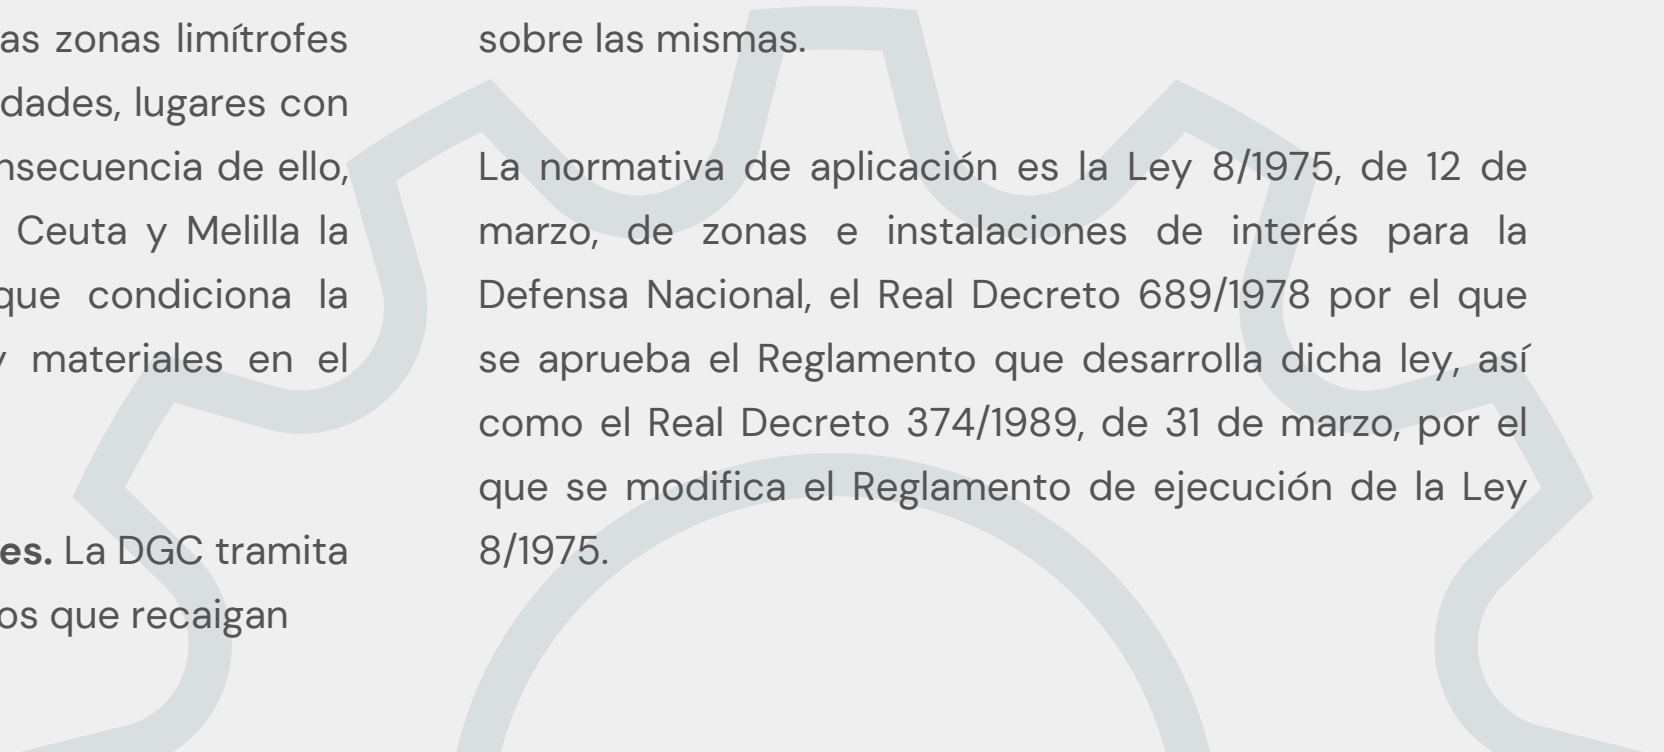 as zonas limítrofes
dades, lugares con
nsecuencia de ello,
Ceuta y Melilla la
que condiciona la
y materiales en el
es. La DGC tramita
os que recaigan
sobre las mismas.
La normativa de aplicación es la Ley 8/1975, de 12 de
marzo, de zonas e instalaciones de interés para la
Defensa Nacional, el Real Decreto 689/1978 por el que
se aprueba el Reglamento que desarrolla dicha ley, así
como el Real Decreto 374/1989, de 31 de marzo, por el
que se modifica el Reglamento de ejecución de la Ley
8/1975.